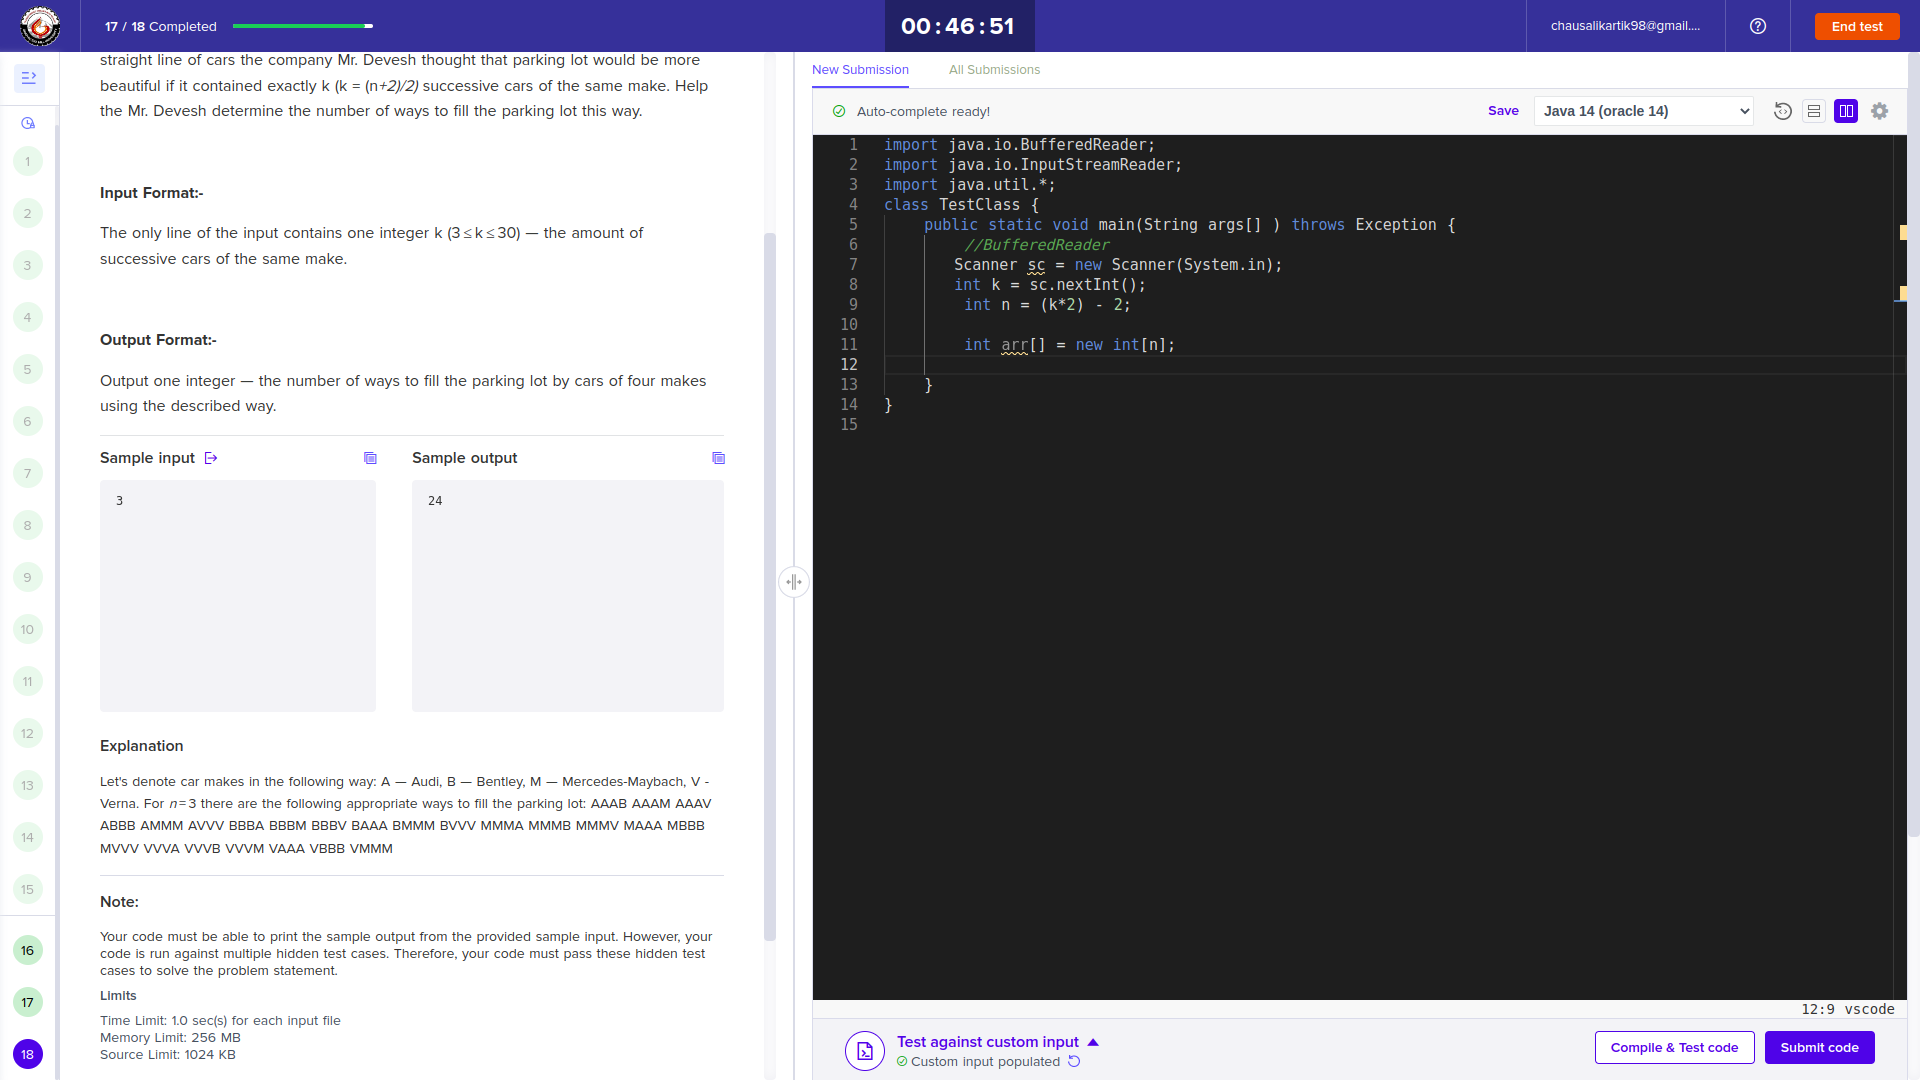 17 / 18 Completed
00:46:51
chausalikartik98@gmail....
End test
straight line of cars the company Mr. Devesh thought that parking lot would be more
beautiful if it contained exactly k (k = (n+2)/2) successive cars of the same make. Help
the Mr. Devesh determine the number of ways to fill the parking lot this way.
Input Format:-
The only line of the input contains one integer k (3 ≤ k ≤ 30) — the amount of
successive cars of the same make.
Output Format:-
Output one integer — the number of ways to fill the parking lot by cars of four makes
using the described way.
Sample input
Sample output
3
24
Explanation
Let's denote car makes in the following way: A — Audi, B — Bentley, M — Mercedes-Maybach, V -
Verna. For n = 3 there are the following appropriate ways to fill the parking lot: AAAB AAAM AAAV
ABBB AMMM AVVV BBBA BBBM BBBV BAAA BMMM BVVV MMMA MMMB MMMV MAAA MBBB
MVVV VVVA VVVB VVVM VAAA VBBB VMMM
Note:
Your code must be able to print the sample output from the provided sample input. However, your
code is run against multiple hidden test cases. Therefore, your code must pass these hidden test
cases to solve the problem statement.
Limits
Time Limit: 1.0 sec(s) for each input file
Memory Limit: 256 MB
Source Limit: 1024 KB
1
2
3
4
5
6
7
8
9
10
11
12
13
14
15
16
17
18
New Submission
All Submissions
Auto-complete ready!
Save
Java 14 (oracle 14)
1 import java.io.BufferedReader;
2 import java.io.InputStreamReader;
3 import java.util.*;
4 class TestClass {
5 public static void main(String args[] ) throws Exception {
6 //BufferedReader
7 Scanner sc = new Scanner(System.in);
8 int k = sc.nextInt();
9 int n = (k*2) - 2;
10
11 int arr[] = new int[n];
12
13 }
14 }
15
12:9 vscode
Test against custom input
Custom input populated
Compile & Test code
Submit code